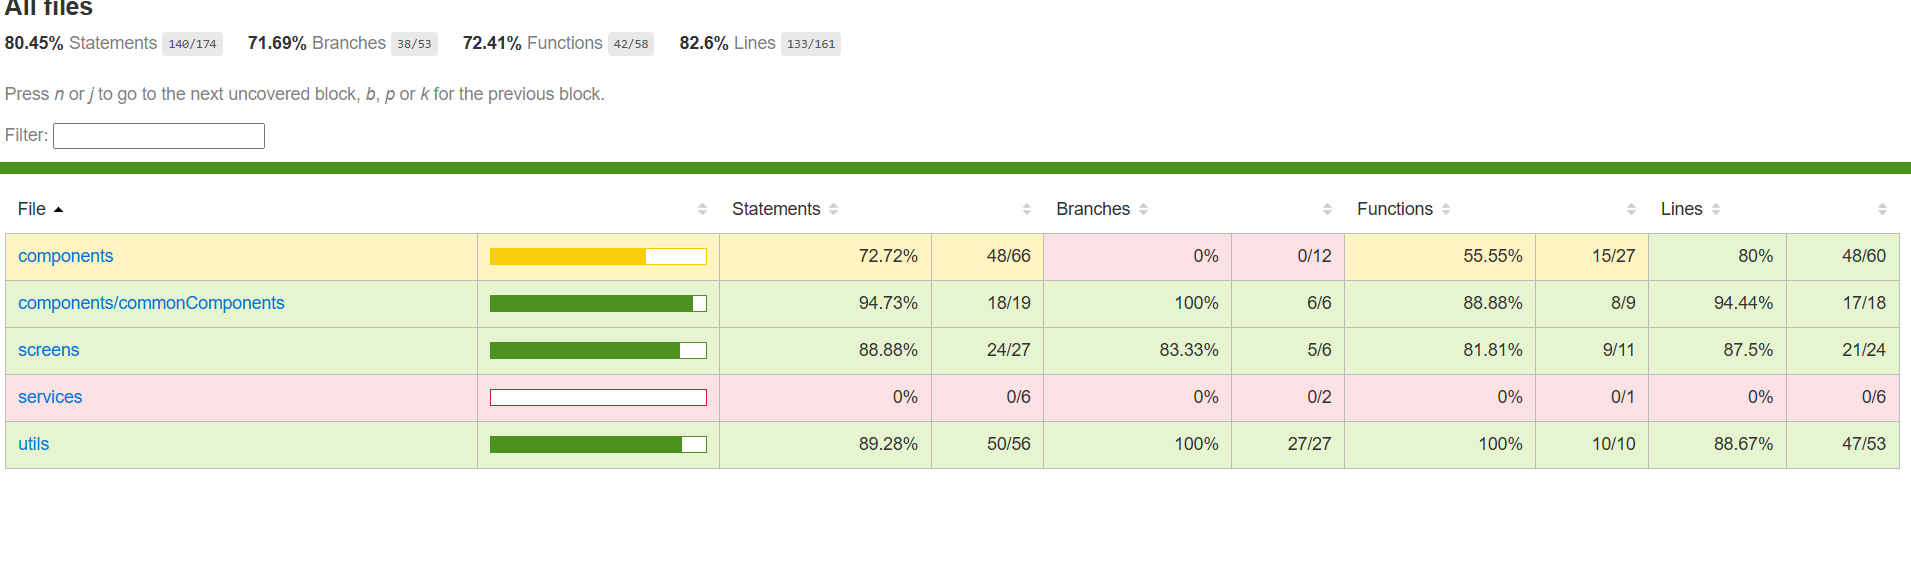 All files
80.45% Statements 140/174 71.69% Branches 38/53 72.41% Functions 42/58 82.6% Lines 133/161
Press n or j to go to the next uncovered block, b, p or k for the previous block.
Filter:
File Statements Branches Functions Lines
components 72.72% 48/66 0% 0/12 55.55% 15/27 80% 48/60
components/commonComponents 94.73% 18/19 100% 6/6 88.88% 8/9 94.44% 17/18
screens 88.88% 24/27 83.33% 5/6 81.81% 9/11 87.5% 21/24
services 0% 0/6 0% 0/2 0% 0/1 0% 0/6
utils 89.28% 50/56 100% 27/27 100% 10/10 88.67% 47/53